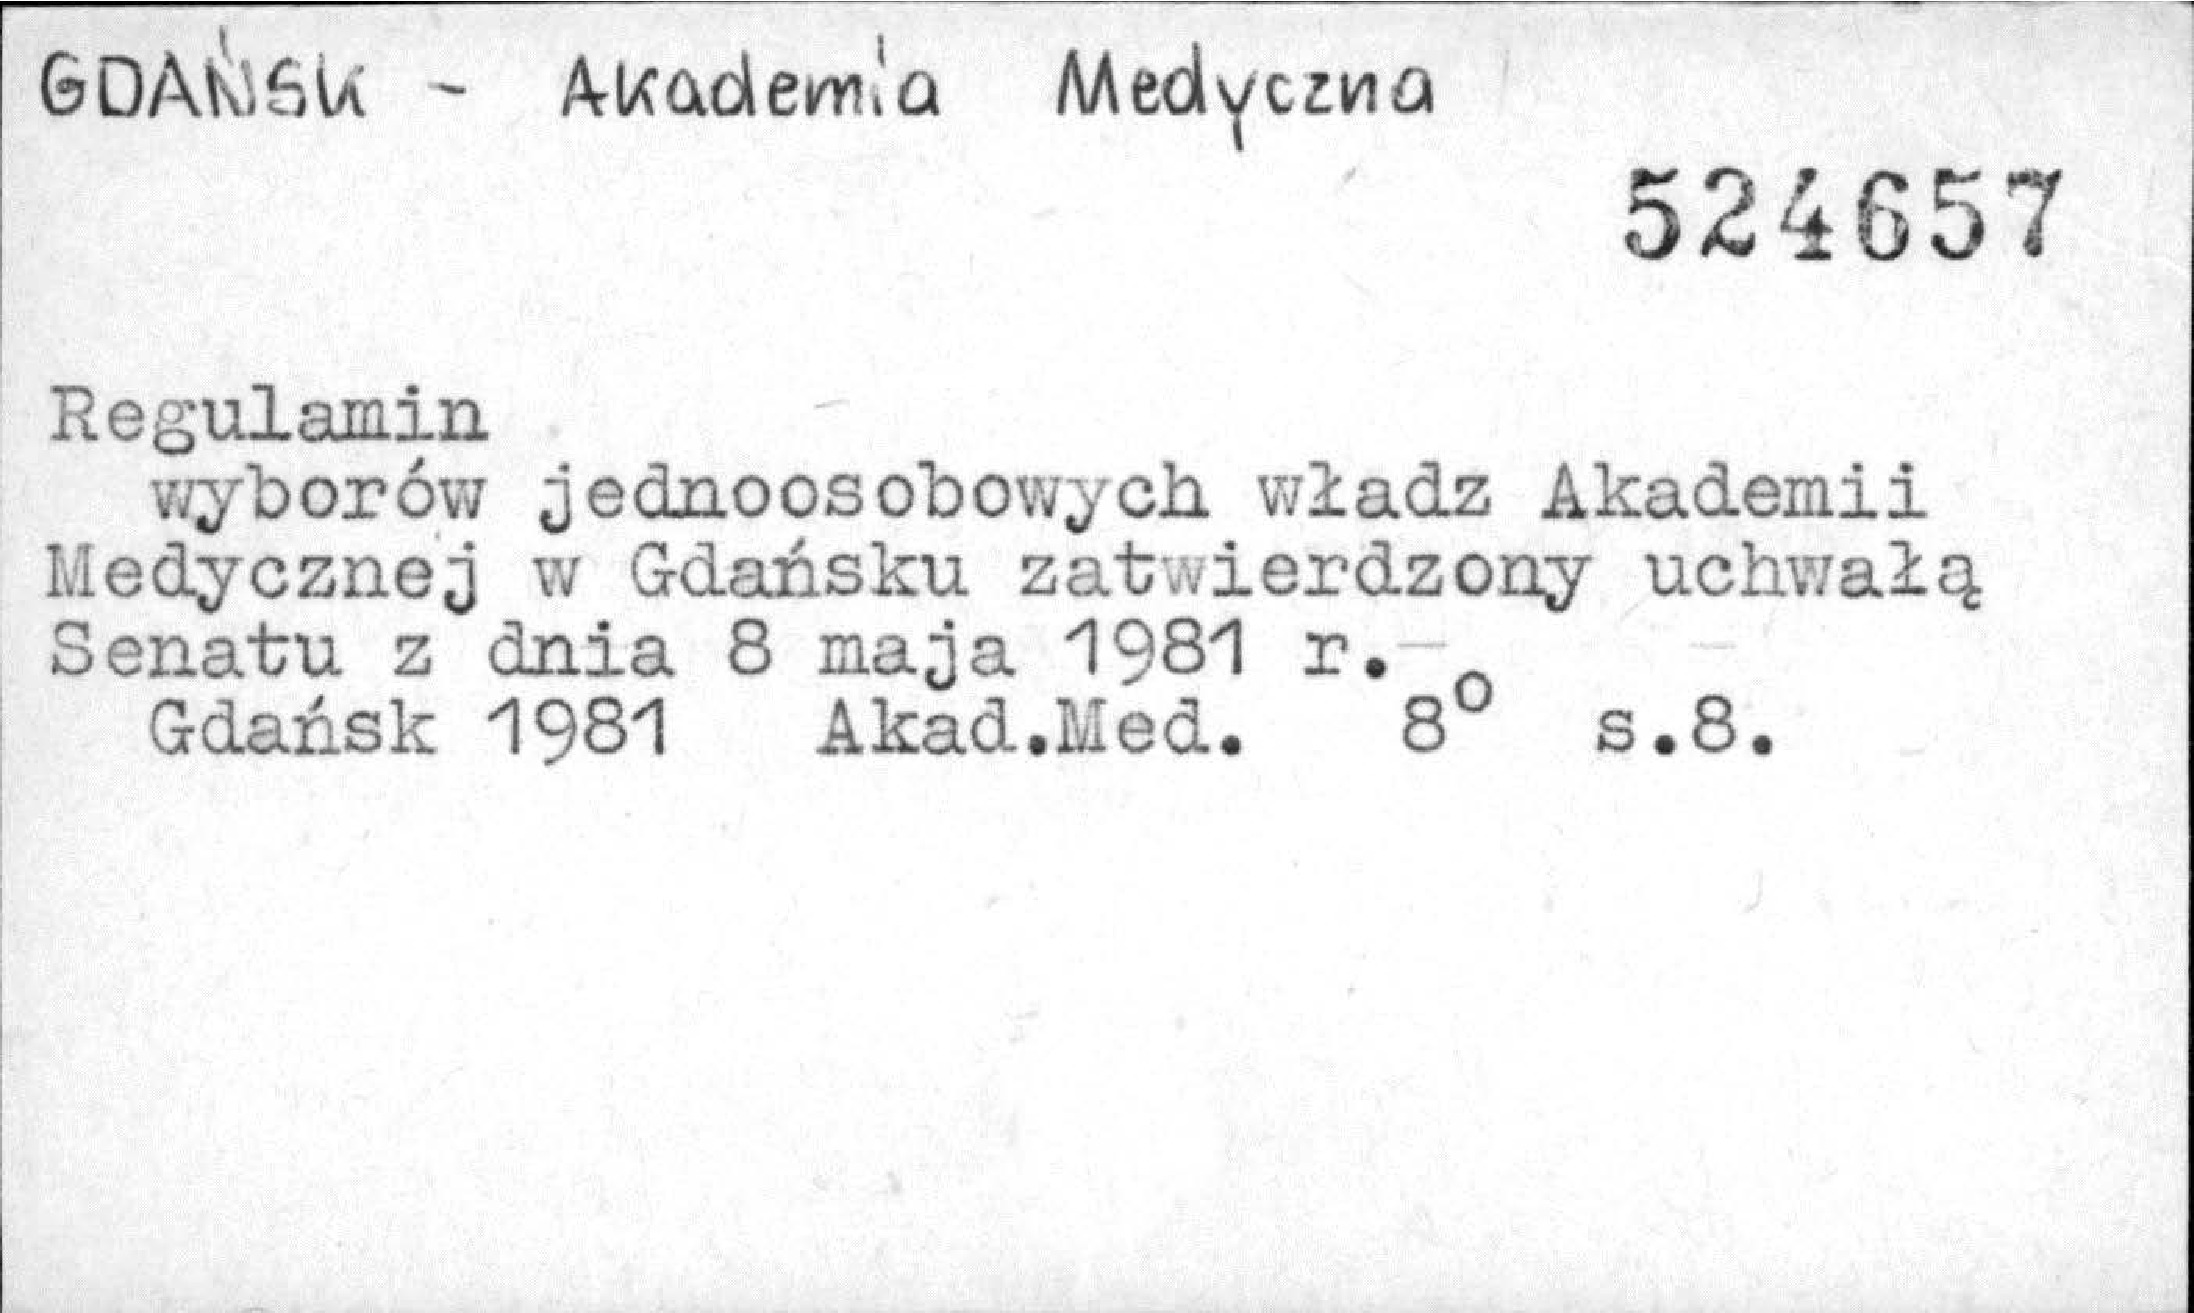 GDAŃSK - Akademia Medyczna
524657
Regulamin
wyborów jednoosobowych władz Akademii
Medycznej w Gdańsku zatwierdzony uchwałą
Senatu z dnia 8 maja 1981 r.
Gdańsk 1981 Akad.Med. 8° s.8.